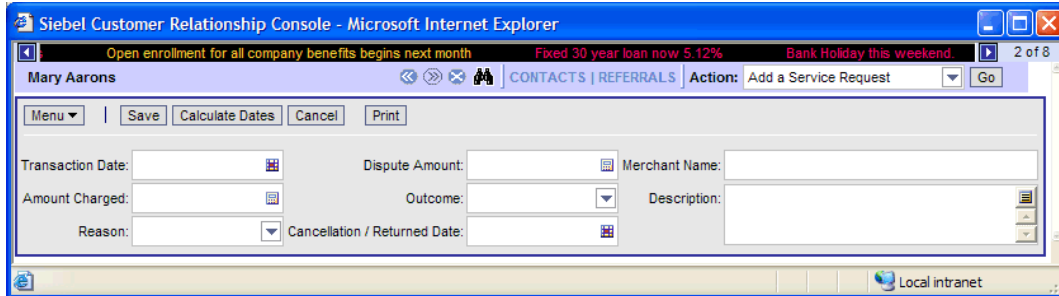 Siebel Customer Relationship Console - Microsoft Internet Explorer
Open enrollment for all company benefits begins next month Fixed 30 year loan now 5.12% Bank Holiday this weekend. 2 of 8
Mary Aarons CONTACTS | REFERRALS Action: Add a Service Request Go
Menu Save Calculate Dates Cancel Print
Transaction Date: Dispute Amount: Merchant Name:
Amount Charged: Outcome: Description:
Reason: Cancellation / Returned Date:
Local intranet